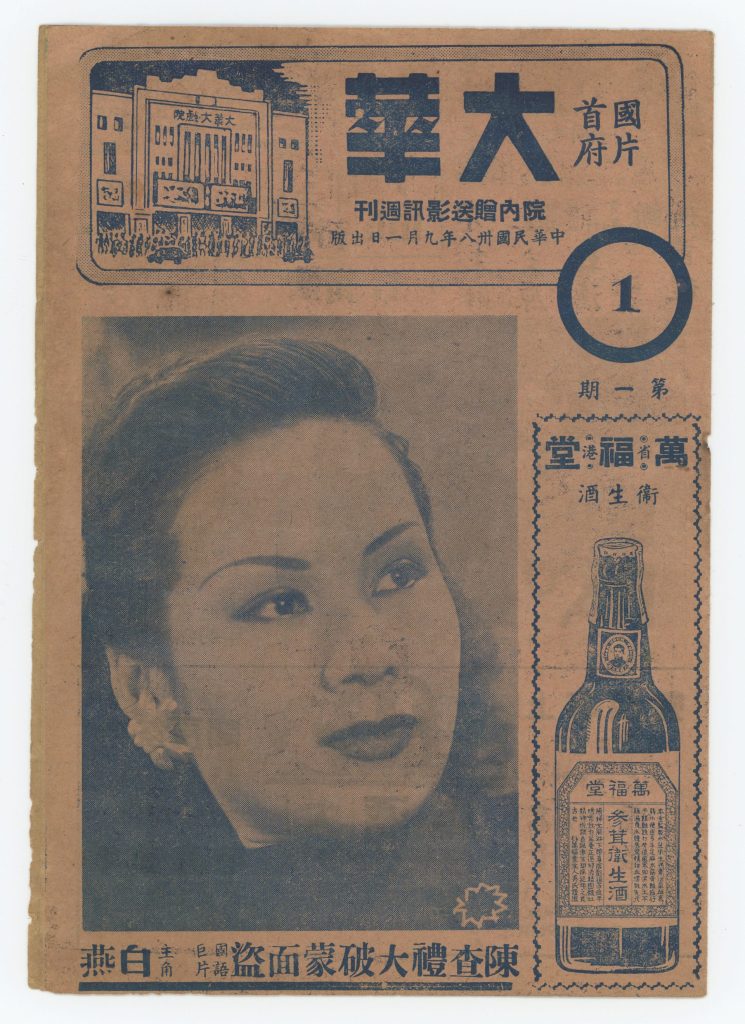 國片
首府
大華
大華大戲院
院內贈送影訊週刊
中華民國卅八年九月一日出版
1
第一期
萬省港福堂
衞生酒
萬福堂
參茸衞生酒
陳查禮大破蒙面盜 國語巨片 主角 白燕